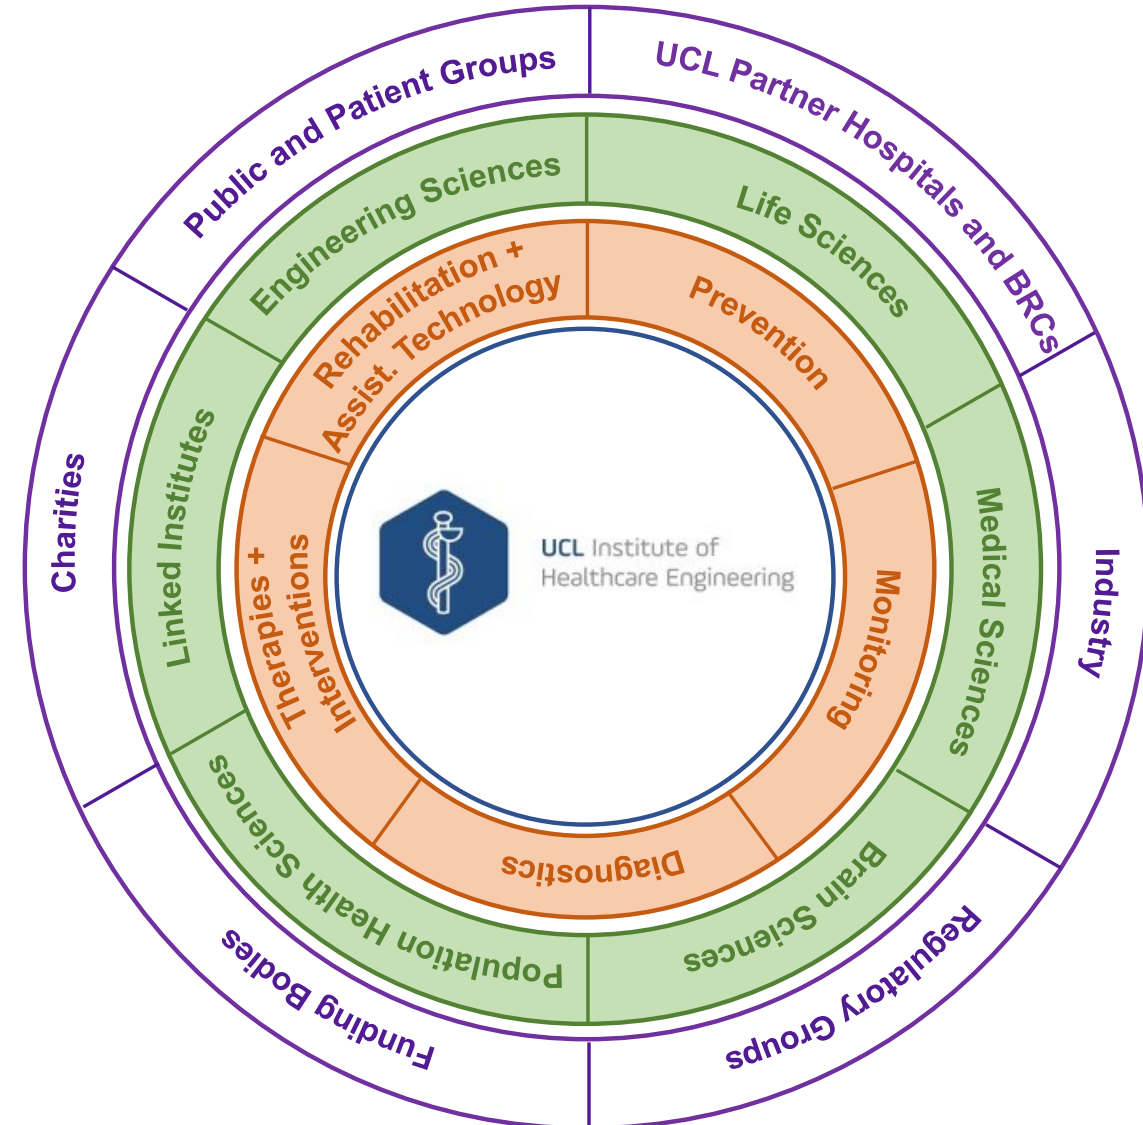 Public and Patient Groups
UCL Partner Hospitals and BRCs
Industry
Regulatory Groups
Funding Bodies
Charities
Engineering Sciences
Life Sciences
Medical Sciences
Brain Sciences
Population Health Sciences
Linked Institutes
Rehabilitation +
Assist. Technology
Prevention
Monitoring
Diagnostics
Therapies +
Interventions
UCL Institute of
Healthcare Engineering